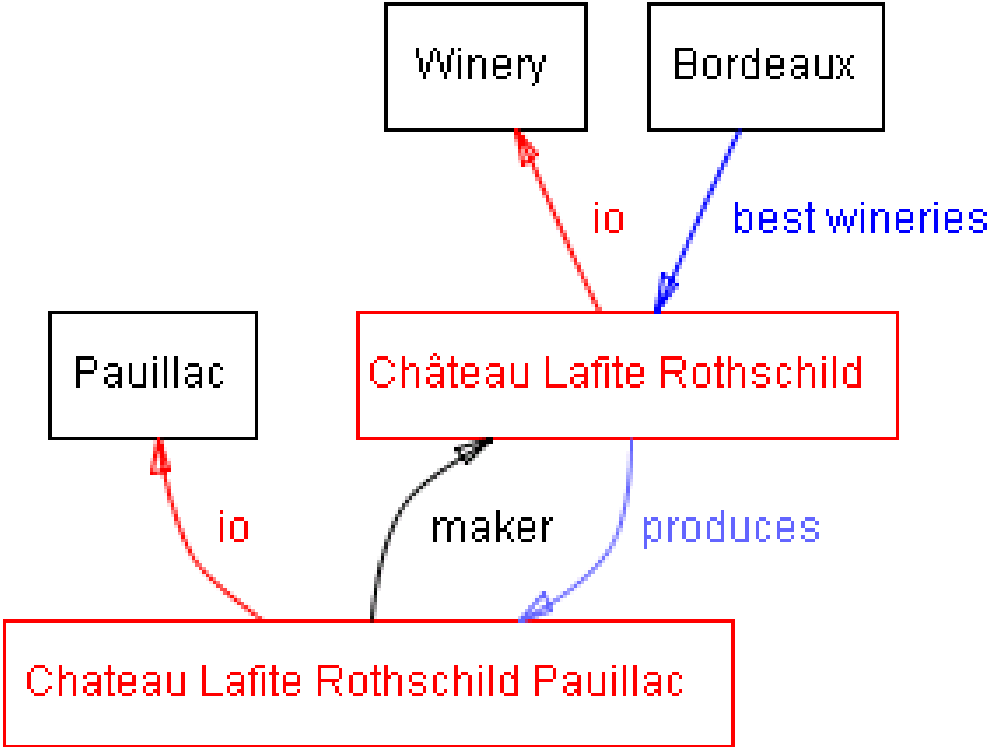 Winery
Bordeaux
io
best wineries
Pauillac
Château Lafite Rothschild
io
maker
produces
Chateau Lafite Rothschild Pauillac